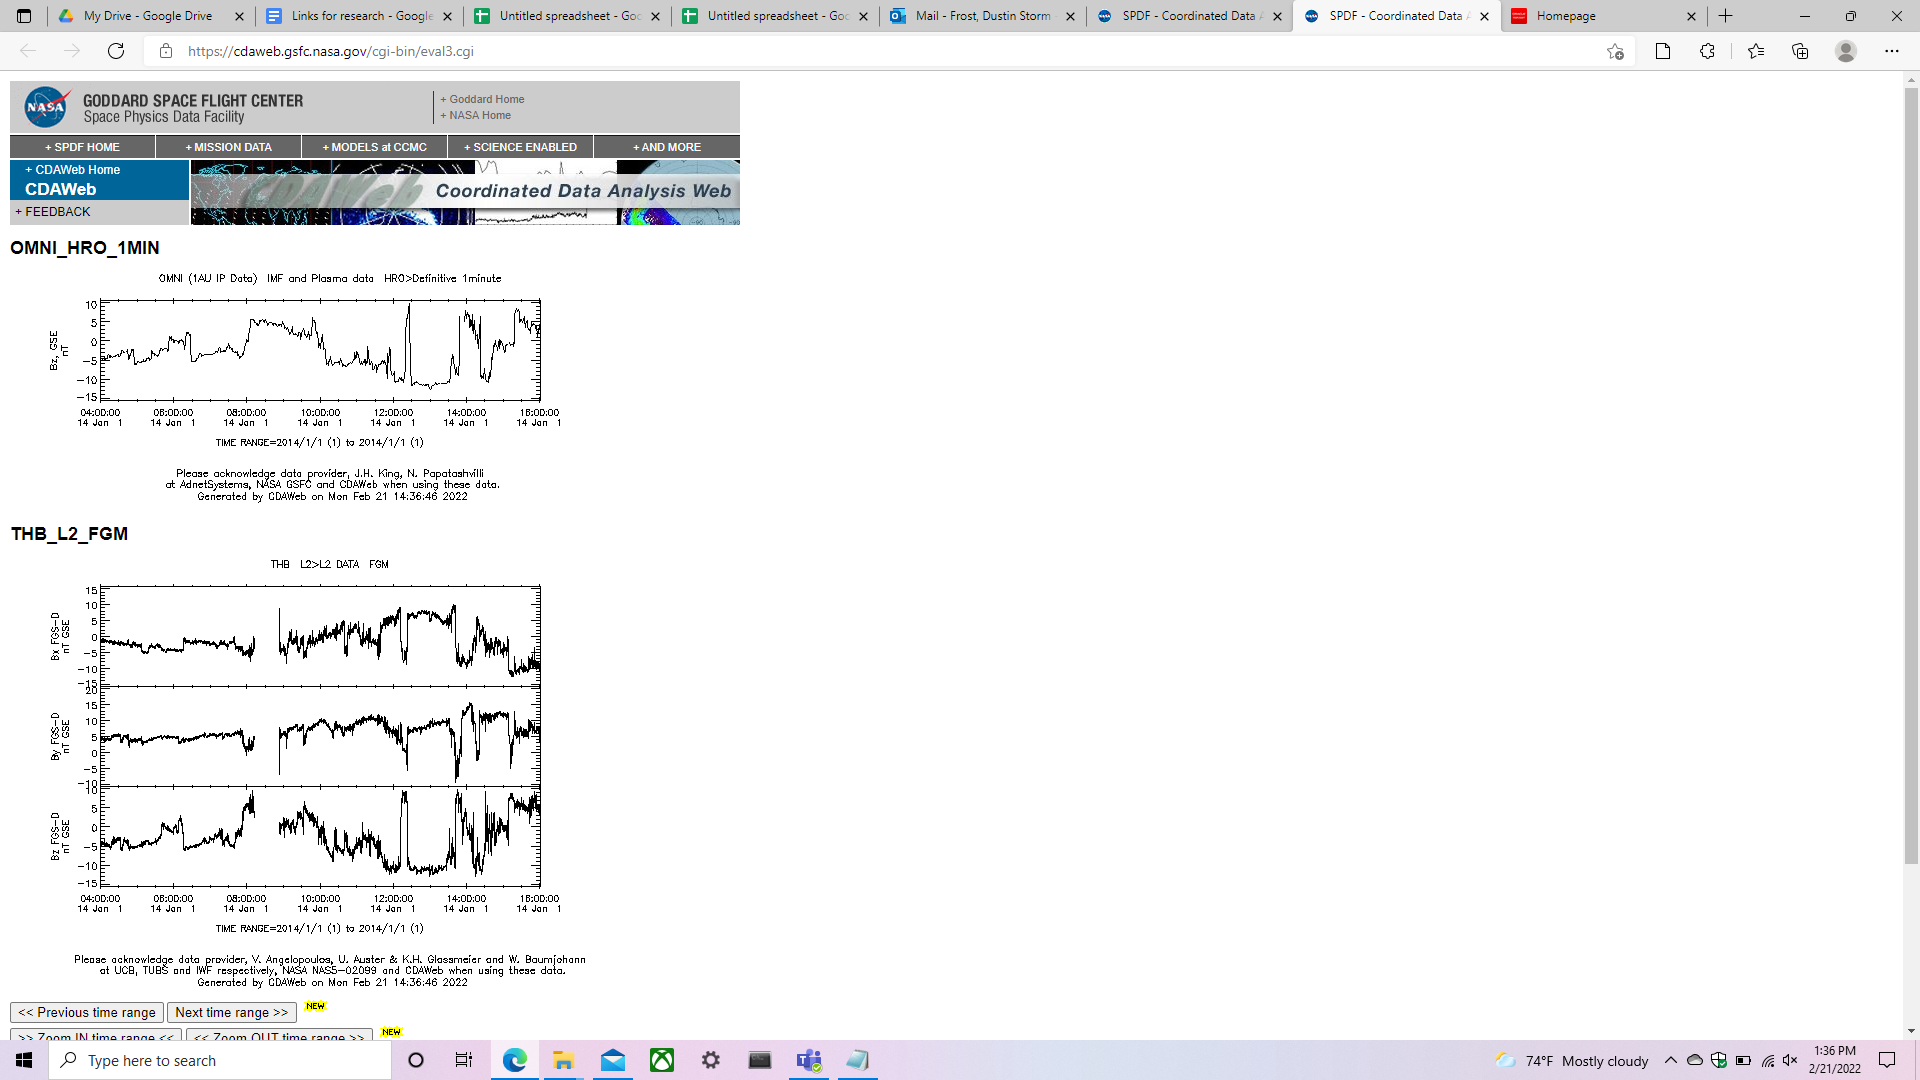 My Drive - Google Drive
Links for research - Google
Untitled spreadsheet - Goo
Untitled spreadsheet - Goo
Mail - Frost, Dustin Storm -
SPDF - Coordinated Data A
SPDF - Coordinated Data A
Homepage
https://cdaweb.gsfc.nasa.gov/cgi-bin/eval3.cgi
NASA
GODDARD SPACE FLIGHT CENTER
Space Physics Data Facility
+ Goddard Home
+ NASA Home
+ SPDF HOME
+ MISSION DATA
+ MODELS at CCMC
+ SCIENCE ENABLED
+ AND MORE
+ CDAWeb Home
CDAWeb
+ FEEDBACK
Coordinated Data Analysis Web
OMNI_HRO_1MIN
OMNI (1AU IP Data) IMF and Plasma data HRO>Definitive 1minute
Bz, GSE
nT
10
5
0
-5
-10
-15
04:00:00 06:00:00 08:00:00 10:00:00 12:00:00 14:00:00 16:00:00
14 Jan 1 14 Jan 1 14 Jan 1 14 Jan 1 14 Jan 1 14 Jan 1 14 Jan 1
TIME RANGE=2014/1/1 (1) to 2014/1/1 (1)
Please acknowledge data provider, J.H. King, N. Papatashvilli
at AdnetSystems, NASA GSFC and CDAWeb when using these data.
Generated by CDAWeb on Mon Feb 21 14:36:46 2022
THB_L2_FGM
THB L2>L2 DATA FGM
Bx FGS-D
nT GSE
15
10
5
0
-5
-10
-15
By FGS-D
nT GSE
20
15
10
5
0
-5
-10
Bz FGS-D
nT GSE
10
5
0
-5
-10
-15
04:00:00 06:00:00 08:00:00 10:00:00 12:00:00 14:00:00 16:00:00
14 Jan 1 14 Jan 1 14 Jan 1 14 Jan 1 14 Jan 1 14 Jan 1 14 Jan 1
TIME RANGE=2014/1/1 (1) to 2014/1/1 (1)
Please acknowledge data provider, V. Angelopoulos, U. Auster & K.H. Glassmeier and W. Baumjohann
at UCB, TUBS and IWF respectively, NASA NAS5-02099 and CDAWeb when using these data.
Generated by CDAWeb on Mon Feb 21 14:36:46 2022
<< Previous time range
Next time range >>
NEW
>> Zoom IN time range <<
<< Zoom OUT time range >>
NEW
Type here to search
74°F Mostly cloudy
1:36 PM
2/21/2022